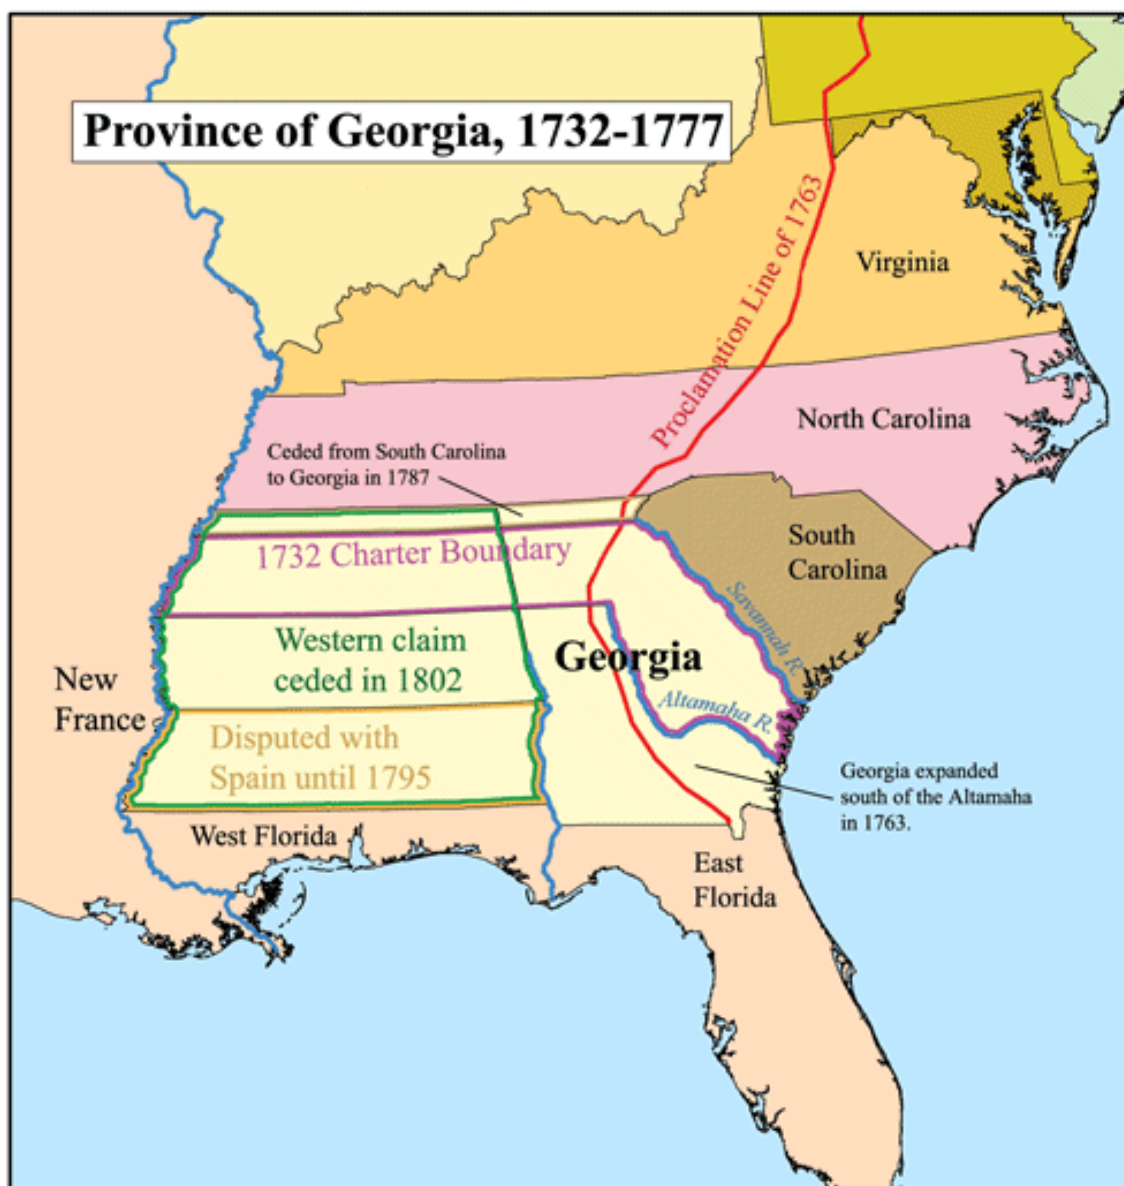 Province of Georgia, 1732-1777
Proclamation Line of 1763
Virginia
North Carolina
Ceded from South Carolina
to Georgia in 1787
South
Carolina
1732 Charter Boundary
Savannah R.
Western claim
ceded in 1802
Georgia
New
France
Altamaha R.
Disputed with
Spain until 1795
Georgia expanded
south of the Altamaha
in 1763.
West Florida
East
Florida